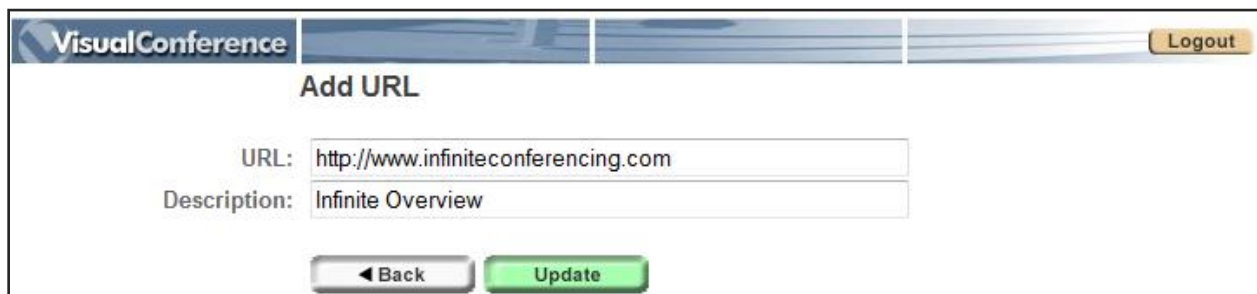 VisualConference
Logout
Add URL
URL: http://www.infiniteconferencing.com
Description: Infinite Overview
Back Update